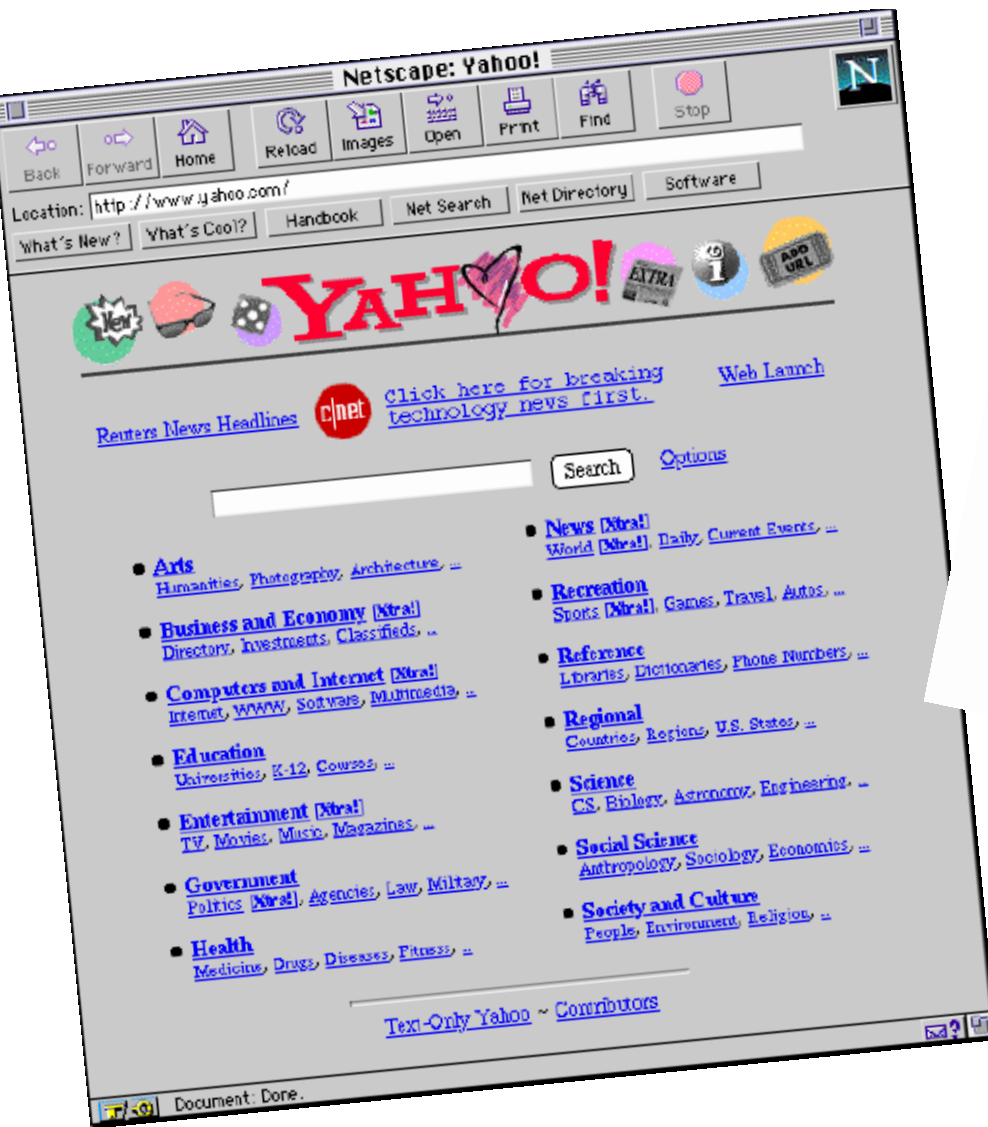 Netscape: Yahoo!
Back Forward Home Reload Images Open Print Find Stop
N
Location: http://www.yahoo.com/
What's New? What's Cool? Handbook Net Search Net Directory Software
New YAHOO! EXTRA i ADD URL
Reuters News Headlines c|net Click here for breaking technology news first. Web Launch
Search Options
Arts
Humanities, Photography, Architecture, ...
Business and Economy [Xtra!]
Directory, Investments, Classifieds, ...
Computers and Internet [Xtra!]
Internet, WWW, Software, Multimedia, ...
Education
Universities, K-12, Courses, ...
Entertainment [Xtra!]
TV, Movies, Music, Magazines, ...
Government
Politics [Xtra!], Agencies, Law, Military, ...
Health
Medicine, Drugs, Diseases, Fitness, ...
News [Xtra!]
World [Xtra!], Daily, Current Events, ...
Recreation
Sports [Xtra!], Games, Travel, Autos, ...
Reference
Libraries, Dictionaries, Phone Numbers, ...
Regional
Countries, Regions, U.S. States, ...
Science
CS, Biology, Astronomy, Engineering, ...
Social Science
Anthropology, Sociology, Economics, ...
Society and Culture
People, Environment, Religion, ...
Text-Only Yahoo ~ Contributors
Document: Done.